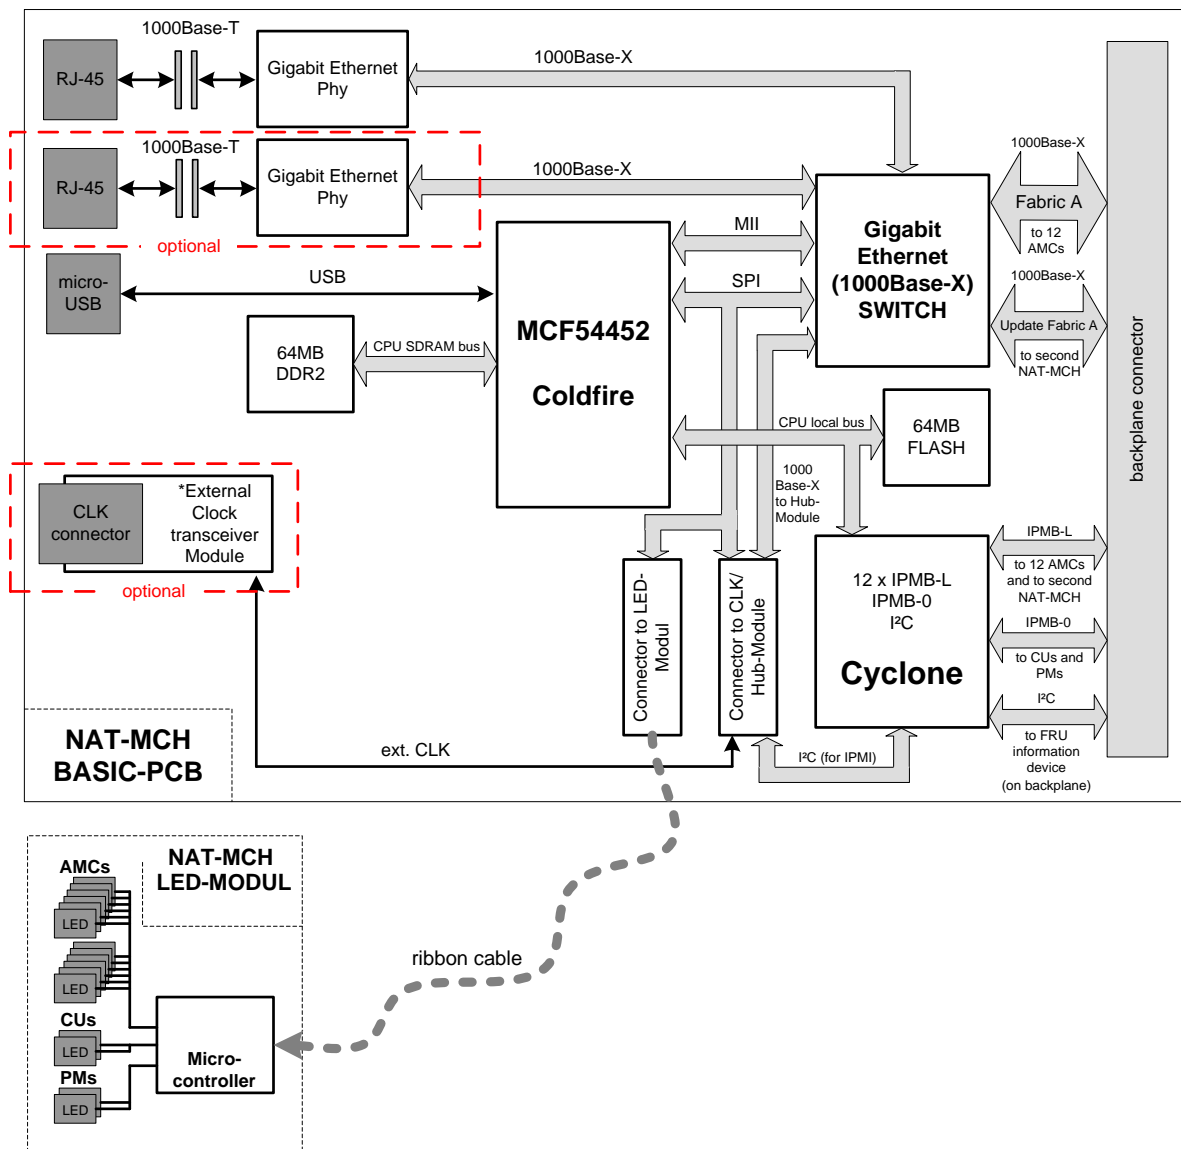 1000Base-T
RJ-45
Gigabit Ethernet
Phy
1000Base-X
1000Base-T
RJ-45
Gigabit Ethernet
Phy
1000Base-X
optional
micro-
USB
USB
64MB
DDR2
CPU SDRAM bus
MCF54452
Coldfire
MII
SPI
Gigabit
Ethernet
(1000Base-X)
SWITCH
1000Base-X
Fabric A
to 12
AMCs
1000Base-X
Update Fabric A
to second
NAT-MCH
backplane connector
CPU local bus
64MB
FLASH
1000
Base-X
to Hub-
Module
CLK
connector
*External
Clock
transceiver
Module
optional
Connector to LED-
Modul
Connector to CLK/
Hub-Module
12 x IPMB-L
IPMB-0
I²C
Cyclone
IPMB-L
to 12 AMCs
and to second
NAT-MCH
IPMB-0
to CUs and
PMs
I²C
to FRU
information
device
(on backplane)
I²C (for IPMI)
ext. CLK
NAT-MCH
BASIC-PCB
NAT-MCH
LED-MODUL
AMCs
LED
LED
CUs
LED
PMs
LED
Micro-
controller
ribbon cable